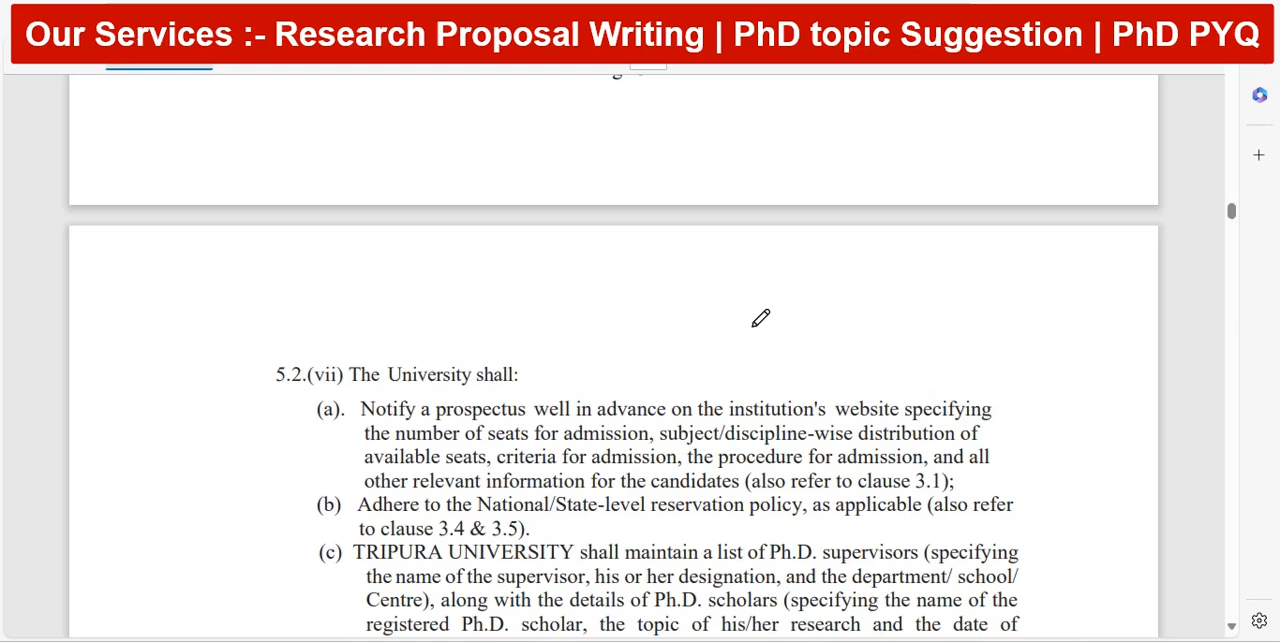 Our Services :- Research Proposal Writing | PhD topic Suggestion | PhD PYQ
5.2.(vii) The University shall:
(a). Notify a prospectus well in advance on the institution's website specifying
the number of seats for admission, subject/discipline-wise distribution of
available seats, criteria for admission, the procedure for admission, and all
other relevant information for the candidates (also refer to clause 3.1);
(b) Adhere to the National/State-level reservation policy, as applicable (also refer
to clause 3.4 & 3.5).
(c) TRIPURA UNIVERSITY shall maintain a list of Ph.D. supervisors (specifying
the name of the supervisor, his or her designation, and the department/ school/
Centre), along with the details of Ph.D. scholars (specifying the name of the
registered Ph.D. scholar, the topic of his/her research and the date of